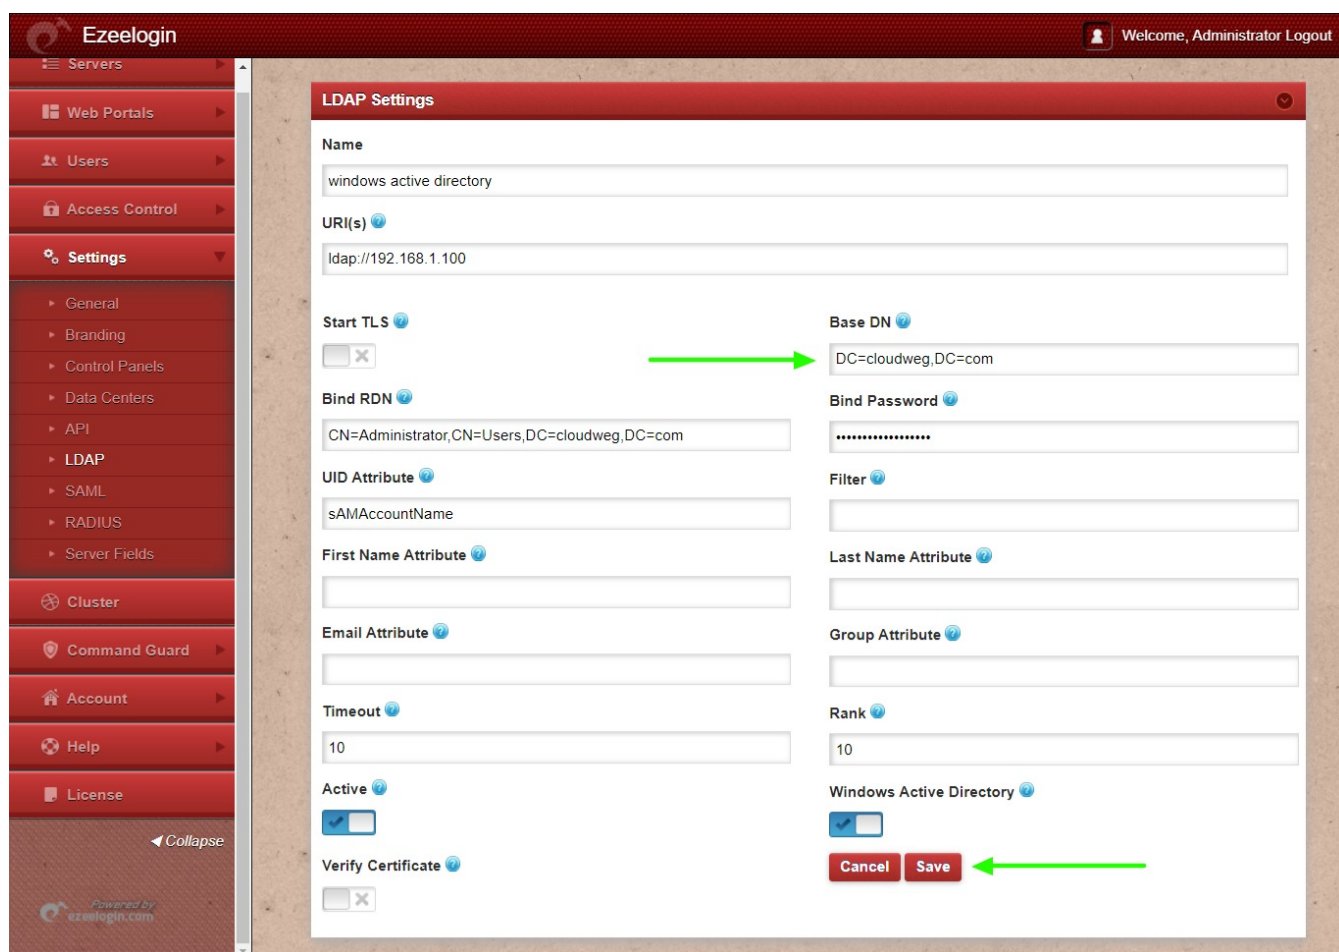 Ezeelogin
Welcome, Administrator Logout
Servers
Web Portals
Users
Access Control
Settings
General
Branding
Control Panels
Data Centers
API
LDAP
SAML
RADIUS
Server Fields
Cluster
Command Guard
Account
Help
License
Collapse
Powered by
ezeelogin.com
LDAP Settings
Name
windows active directory
URI(s)
ldap://192.168.1.100
Start TLS
Base DN
DC=cloudweg,DC=com
Bind RDN
CN=Administrator,CN=Users,DC=cloudweg,DC=com
Bind Password
••••••••••••••••••
UID Attribute
sAMAccountName
Filter
First Name Attribute
Last Name Attribute
Email Attribute
Group Attribute
Timeout
10
Rank
10
Active
Windows Active Directory
Verify Certificate
Cancel Save